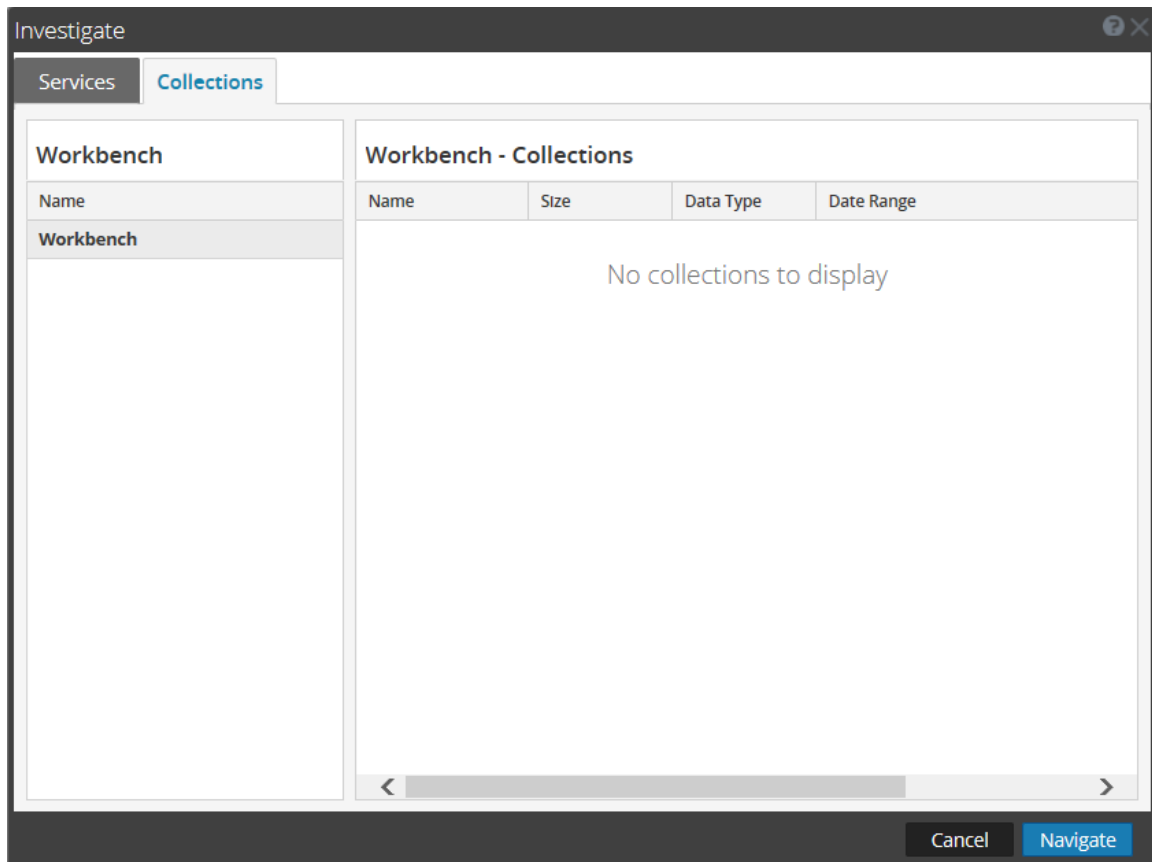 Investigate
Services Collections
Workbench
Name
Workbench
Workbench - Collections
Name Size Data Type Date Range
No collections to display
Cancel Navigate